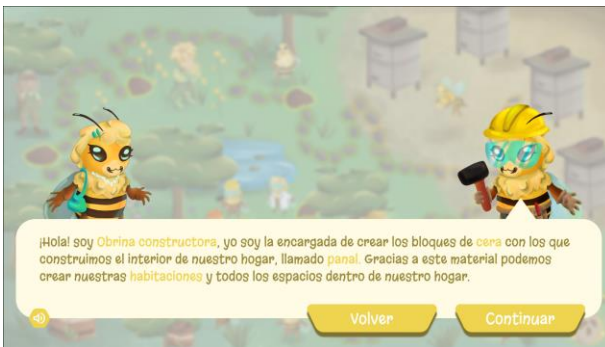 ¡Hola! soy Obrina constructora, yo soy la encargada de crear los bloques de cera con los que
construimos el interior de nuestro hogar, llamado panal. Gracias a este material podemos
crear nuestras habitaciones y todos los espacios dentro de nuestro hogar.
Volver
Continuar